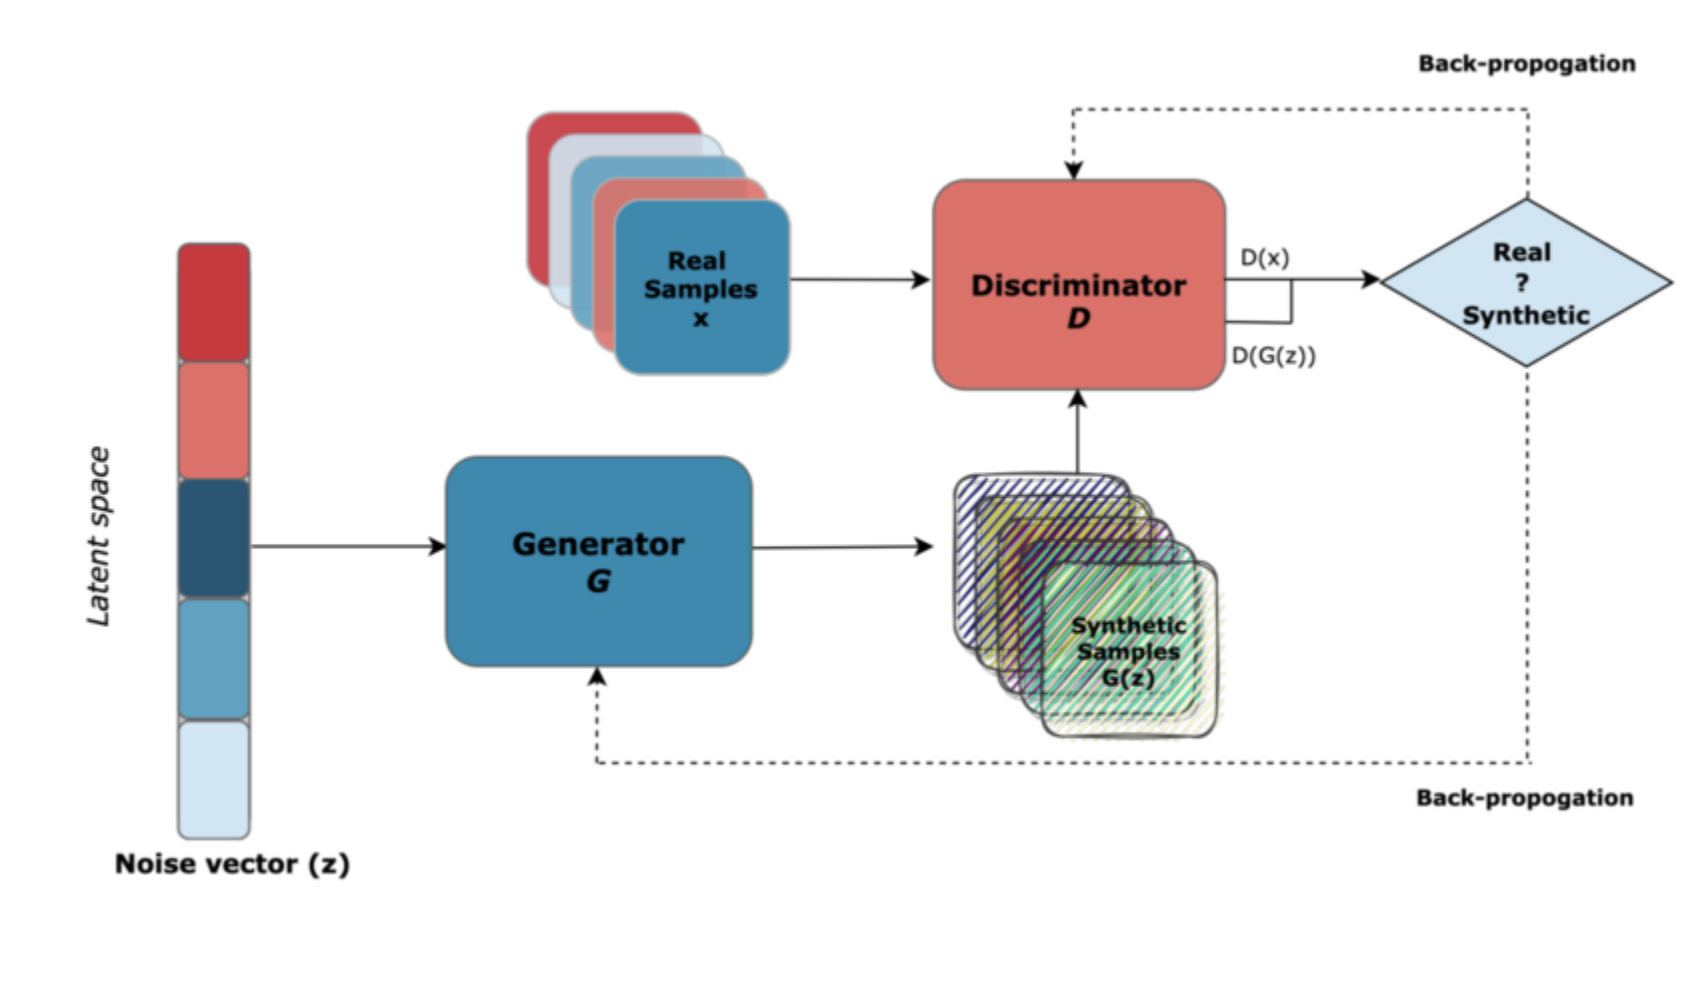 Back-propogation
Real
Samples
x
Discriminator
D
D(x)
D(G(z))
Real
?
Synthetic
Latent space
Generator
G
Synthetic
Samples
G(z)
Back-propogation
Noise vector (z)